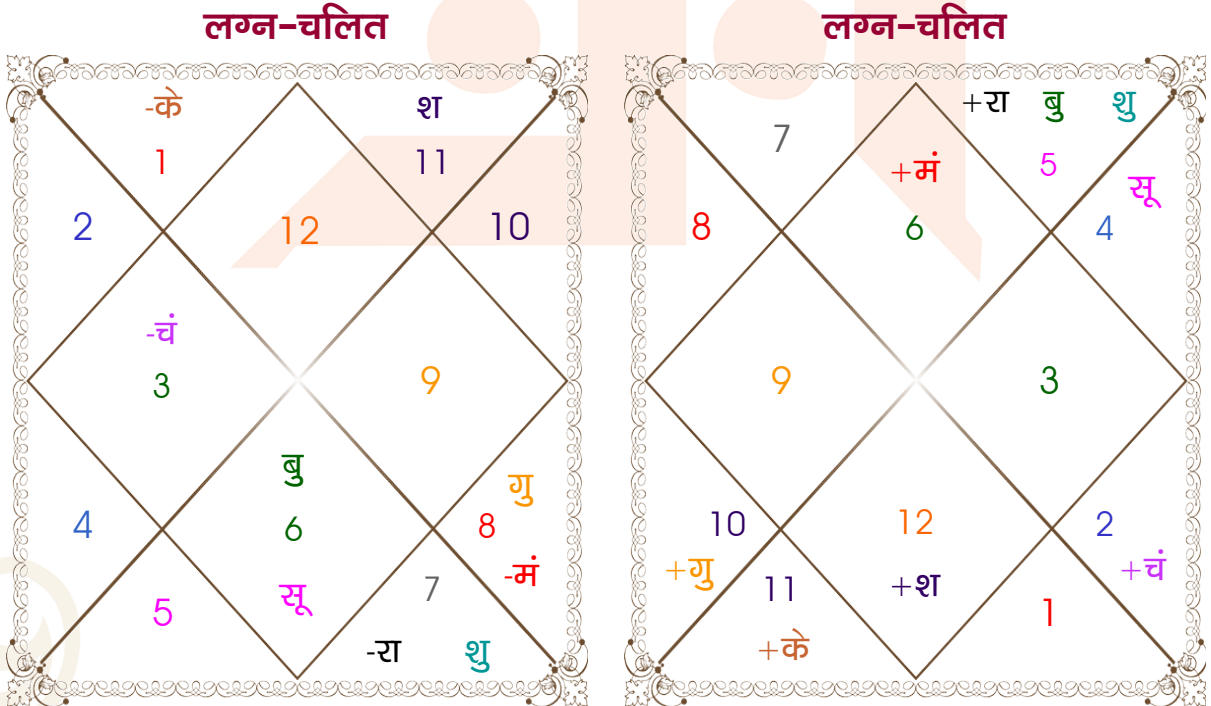 लग्न-चलित
-के श
1 11
2 12 10
-चं
3 9
बु
गु
4 6 8
-मं
सू
5 7
-रा शु
लग्न-चलित
+रा बु शु
7 5
+मं सू
8 6 4
9 3
10 12 2
+गु +चं
11 +श
1
+के